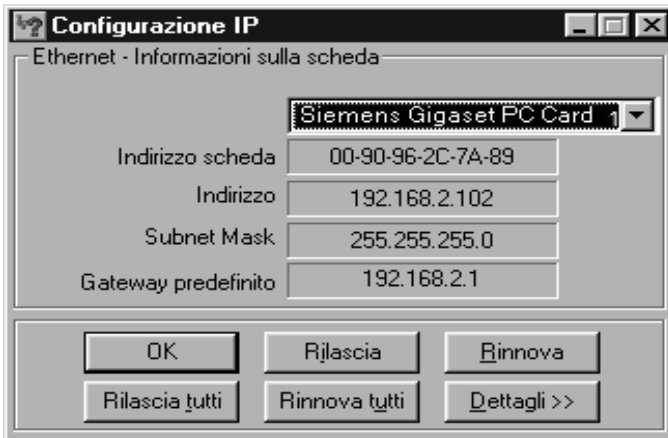 Configurazione IP
Ethernet - Informazioni sulla scheda
Siemens Gigaset PC Card 1
Indirizzo scheda 00-90-96-2C-7A-89
Indirizzo 192.168.2.102
Subnet Mask 255.255.255.0
Gateway predefinito 192.168.2.1
OK Rilascia Rinnova
Rilascia tutti Rinnova tutti Dettagli >>